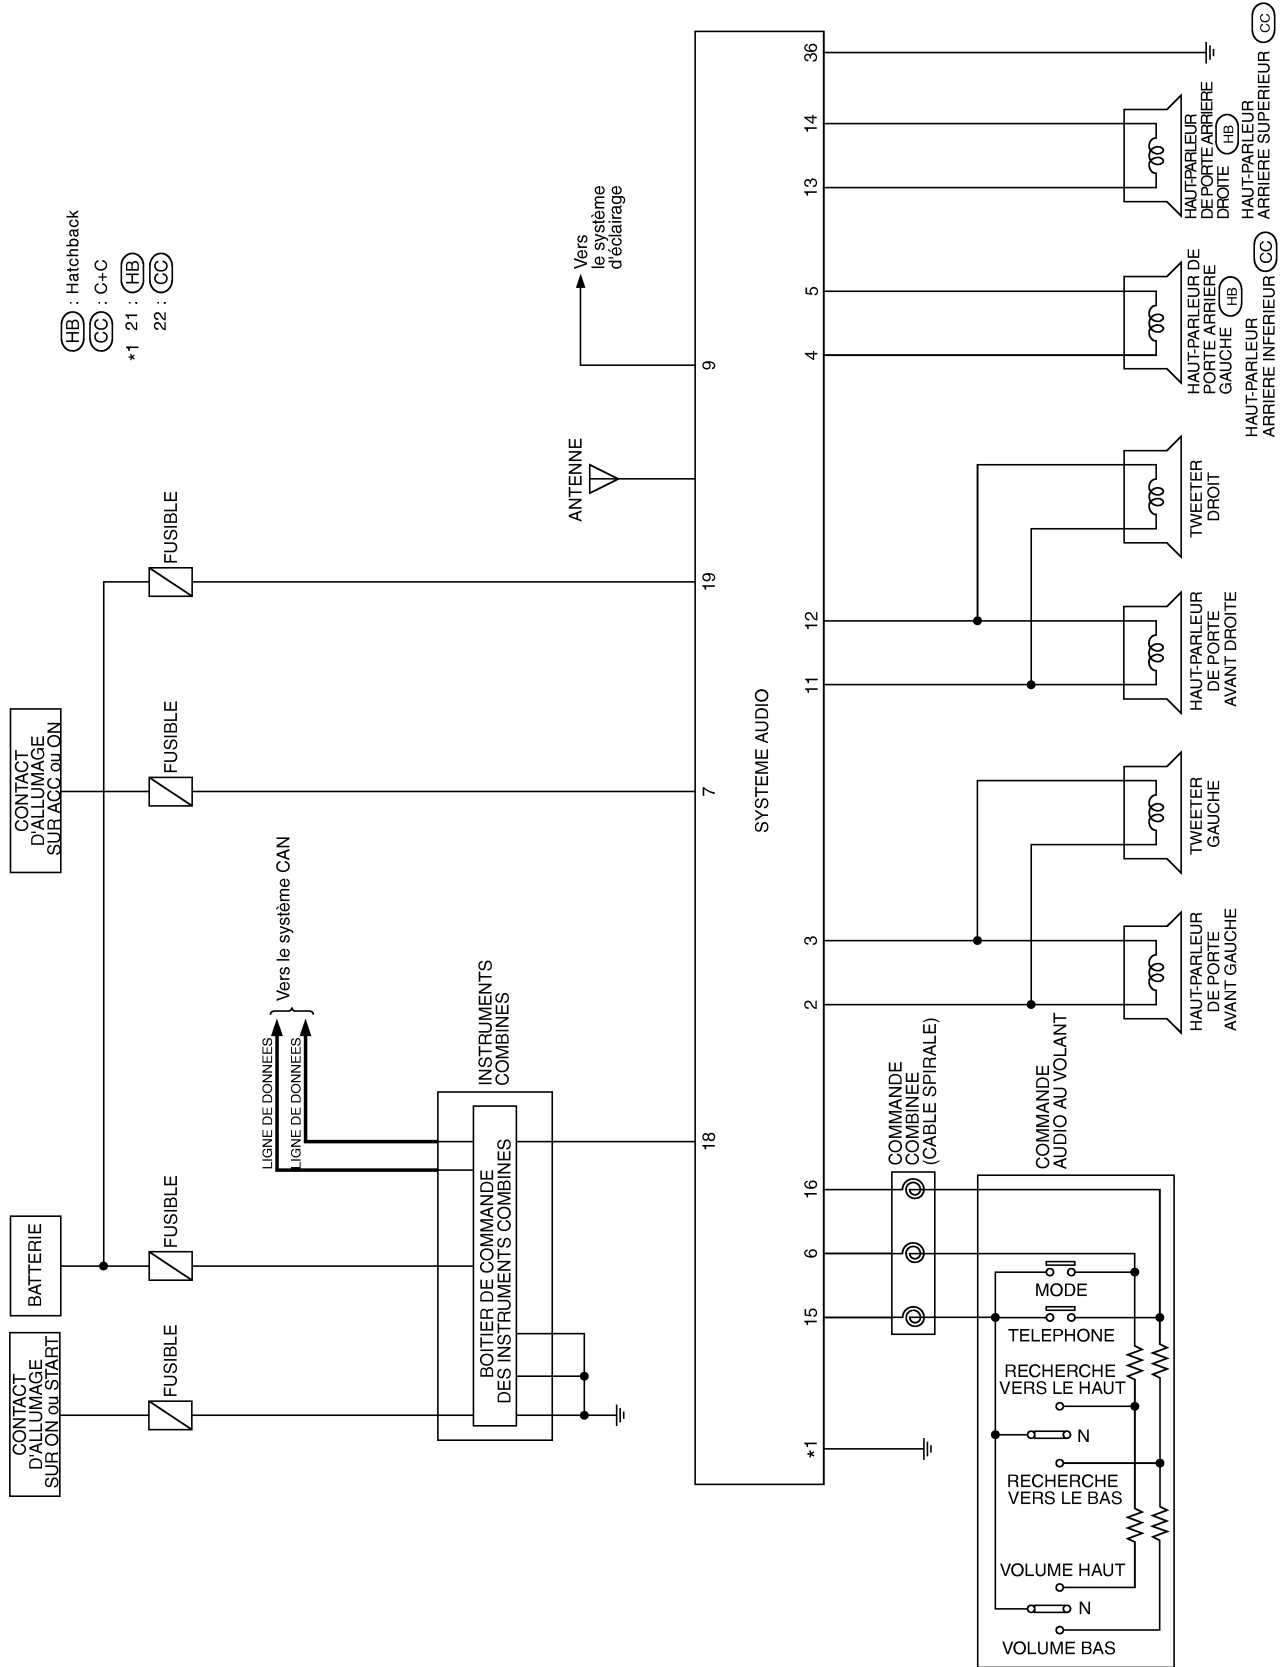 CONTACT
D'ALLUMAGE
SUR ON ou START
BATTERIE
CONTACT
D'ALLUMAGE
SUR ACC ou ON
FUSIBLE
FUSIBLE
FUSIBLE
FUSIBLE
HB : Hatchback
CC : C+C
*1 21 : HB
22 : CC
LIGNE DE DONNEES
LIGNE DE DONNEES
Vers le système CAN
INSTRUMENTS
COMBINES
BOITIER DE COMMANDE
DES INSTRUMENTS COMBINES
ANTENNE
Vers
le système
d'éclairage
18
7
19
9
SYSTEME AUDIO
*1
15
6
16
2
3
11
12
4
5
13
14
36
COMMANDE
COMBINEE
(CABLE SPIRALE)
COMMANDE
AUDIO AU VOLANT
MODE
TELEPHONE
RECHERCHE
VERS LE HAUT
N
RECHERCHE
VERS LE BAS
VOLUME HAUT
N
VOLUME BAS
HAUT-PARLEUR
DE PORTE
AVANT GAUCHE
TWEETER
GAUCHE
HAUT-PARLEUR
DE PORTE
AVANT DROITE
TWEETER
DROIT
HAUT-PARLEUR DE
PORTE ARRIERE
GAUCHE HB
HAUT-PARLEUR
ARRIERE INFERIEUR CC
HAUT-PARLEUR
DE PORTE ARRIERE
DROITE HB
HAUT-PARLEUR
ARRIERE SUPERIEUR CC